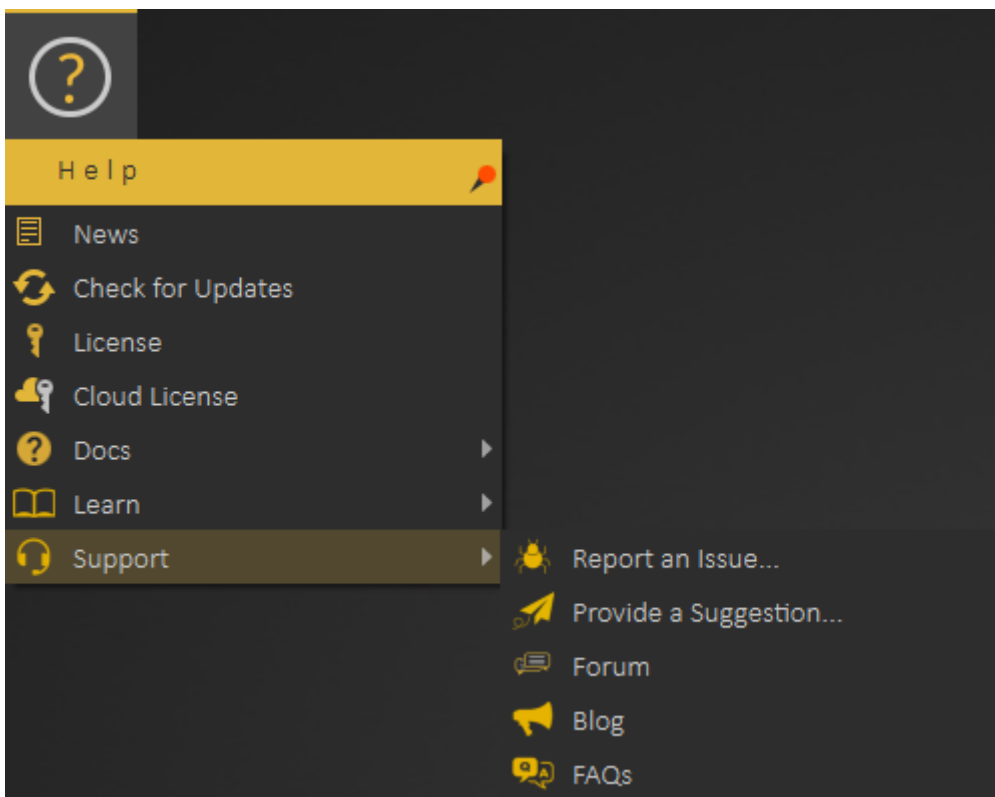 ?
Help
News
Check for Updates
License
Cloud License
? Docs
Learn
Support
Report an Issue...
Provide a Suggestion...
Forum
Blog
Q A FAQs